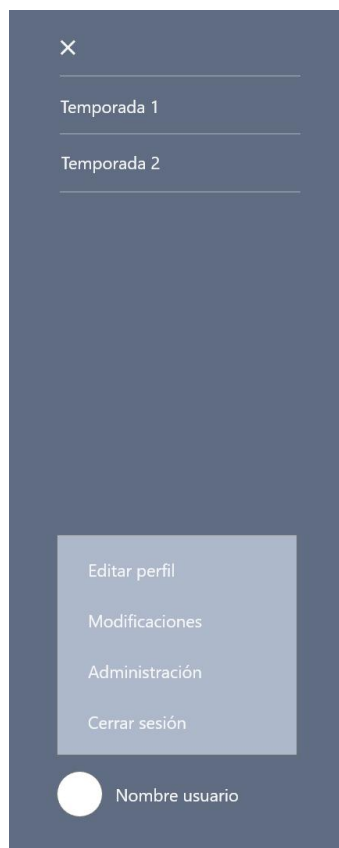 Temporada 1
Temporada 2
Editar perfil
Modificaciones
Administración
Cerrar sesión
Nombre usuario